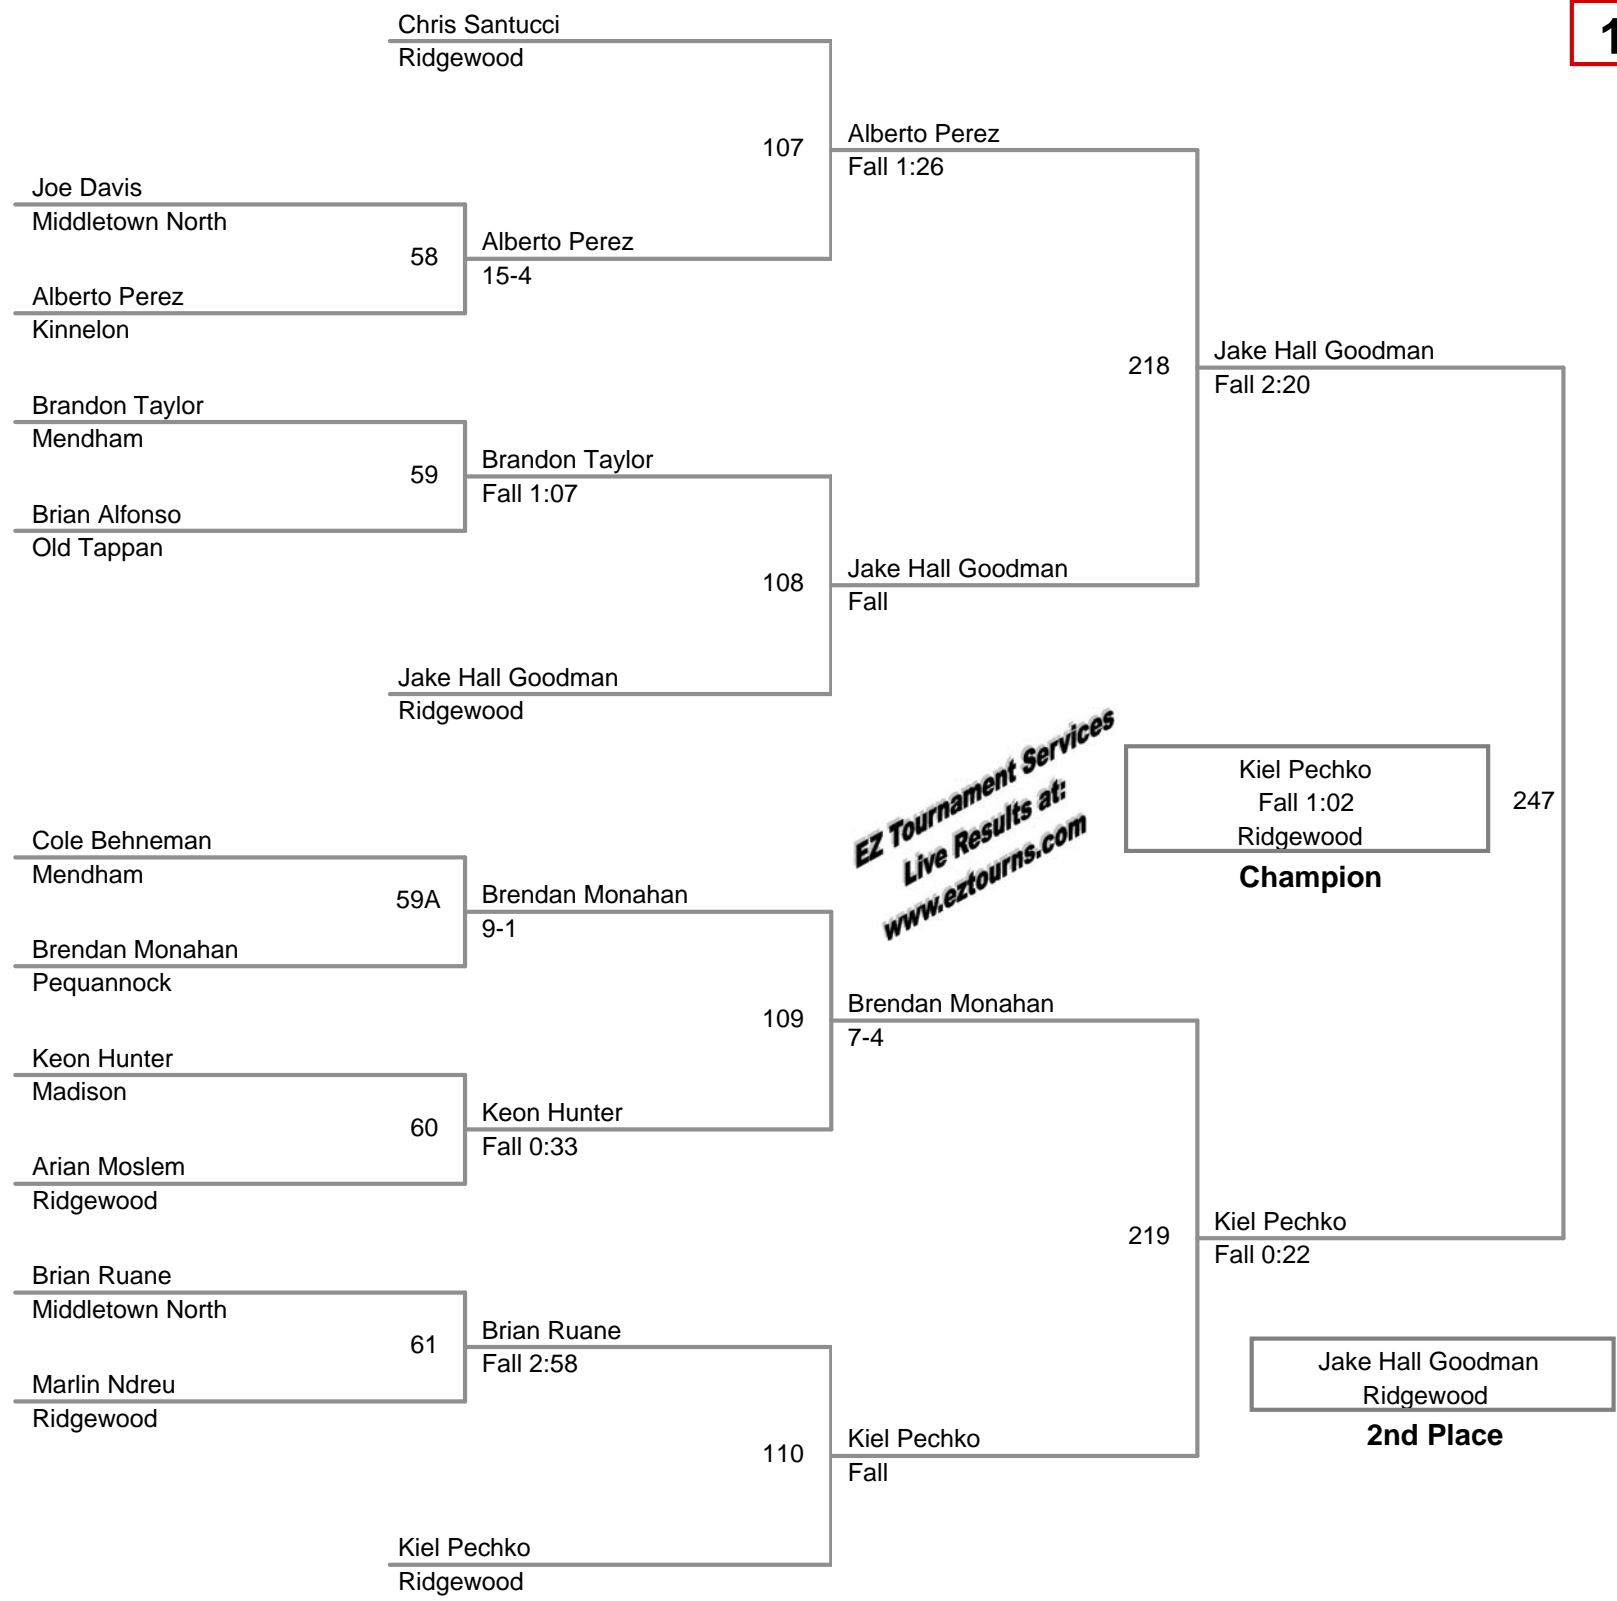 Chris Santucci
Ridgewood
1
107
Alberto Perez
Fall 1:26
Joe Davis
Middletown North
58
Alberto Perez
15-4
Alberto Perez
Kinnelon
218
Jake Hall Goodman
Fall 2:20
Brandon Taylor
Mendham
59
Brandon Taylor
Fall 1:07
Brian Alfonso
Old Tappan
108
Jake Hall Goodman
Fall
Jake Hall Goodman
Ridgewood
EZ Tournament Services
Live Results at:
www.eztourns.com
Kiel Pechko
Fall 1:02
Ridgewood
247
Champion
Cole Behneman
Mendham
59A
Brendan Monahan
9-1
Brendan Monahan
Pequannock
109
Brendan Monahan
7-4
Keon Hunter
Madison
60
Keon Hunter
Fall 0:33
Arian Moslem
Ridgewood
219
Kiel Pechko
Fall 0:22
Brian Ruane
Middletown North
61
Brian Ruane
Fall 2:58
Marlin Ndreu
Ridgewood
Jake Hall Goodman
Ridgewood
2nd Place
110
Kiel Pechko
Fall
Kiel Pechko
Ridgewood